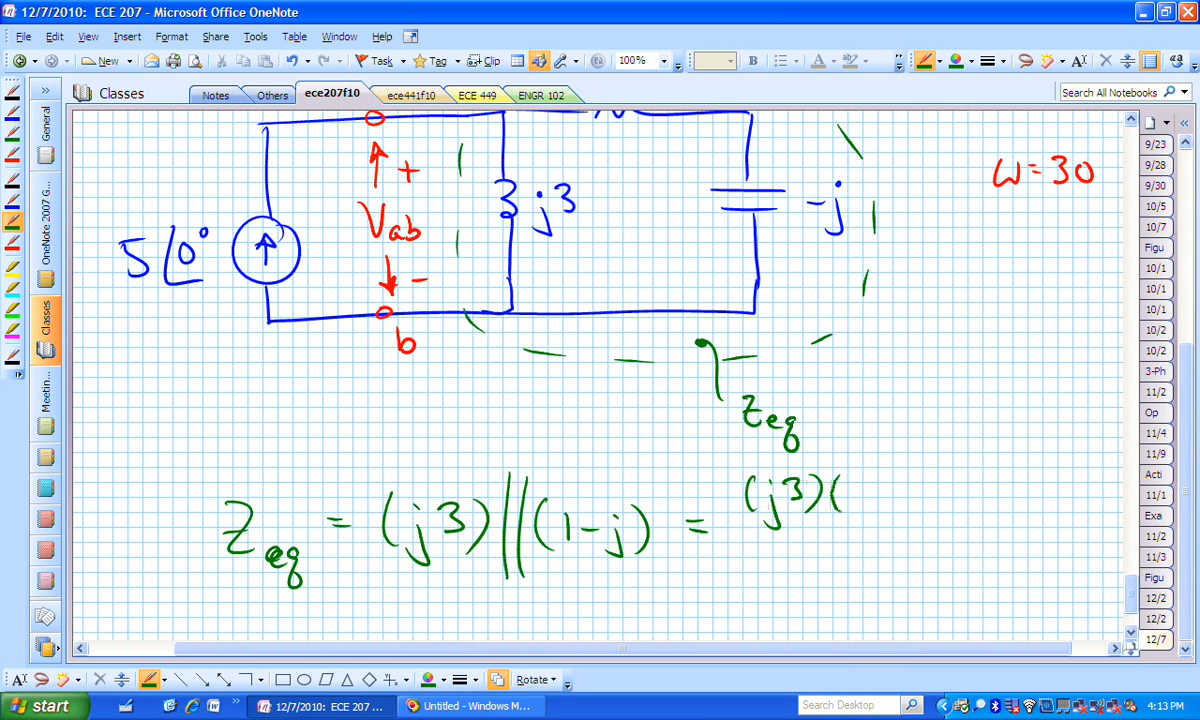 12/7/2010: ECE 207 - Microsoft Office OneNote
File Edit View Insert Format Share Tools Table Window Help
Back New Task Tag Clip 100% B A A
Classes Notes Others ece207f10 ece441f10 ECE 449 ENGR 102 Search All Notebooks
General
OneNote 2007 G...
Classes
Meetin...
9/23
9/28
9/30
10/5
10/7
Figu
10/1
10/1
10/1
10/2
10/2
3-Ph
11/2
Op
11/4
11/9
Acti
11/1
Exa
11/2
11/3
Figu
12/2
12/2
12/7
ω=30
+
5∠0° Vab j3 -j
-
b
Zeq
Zeq = (j3)||(1-j) = (j3)(
Rotate
start 12/7/2010: ECE 207 ... Untitled - Windows M... Search Desktop 4:13 PM